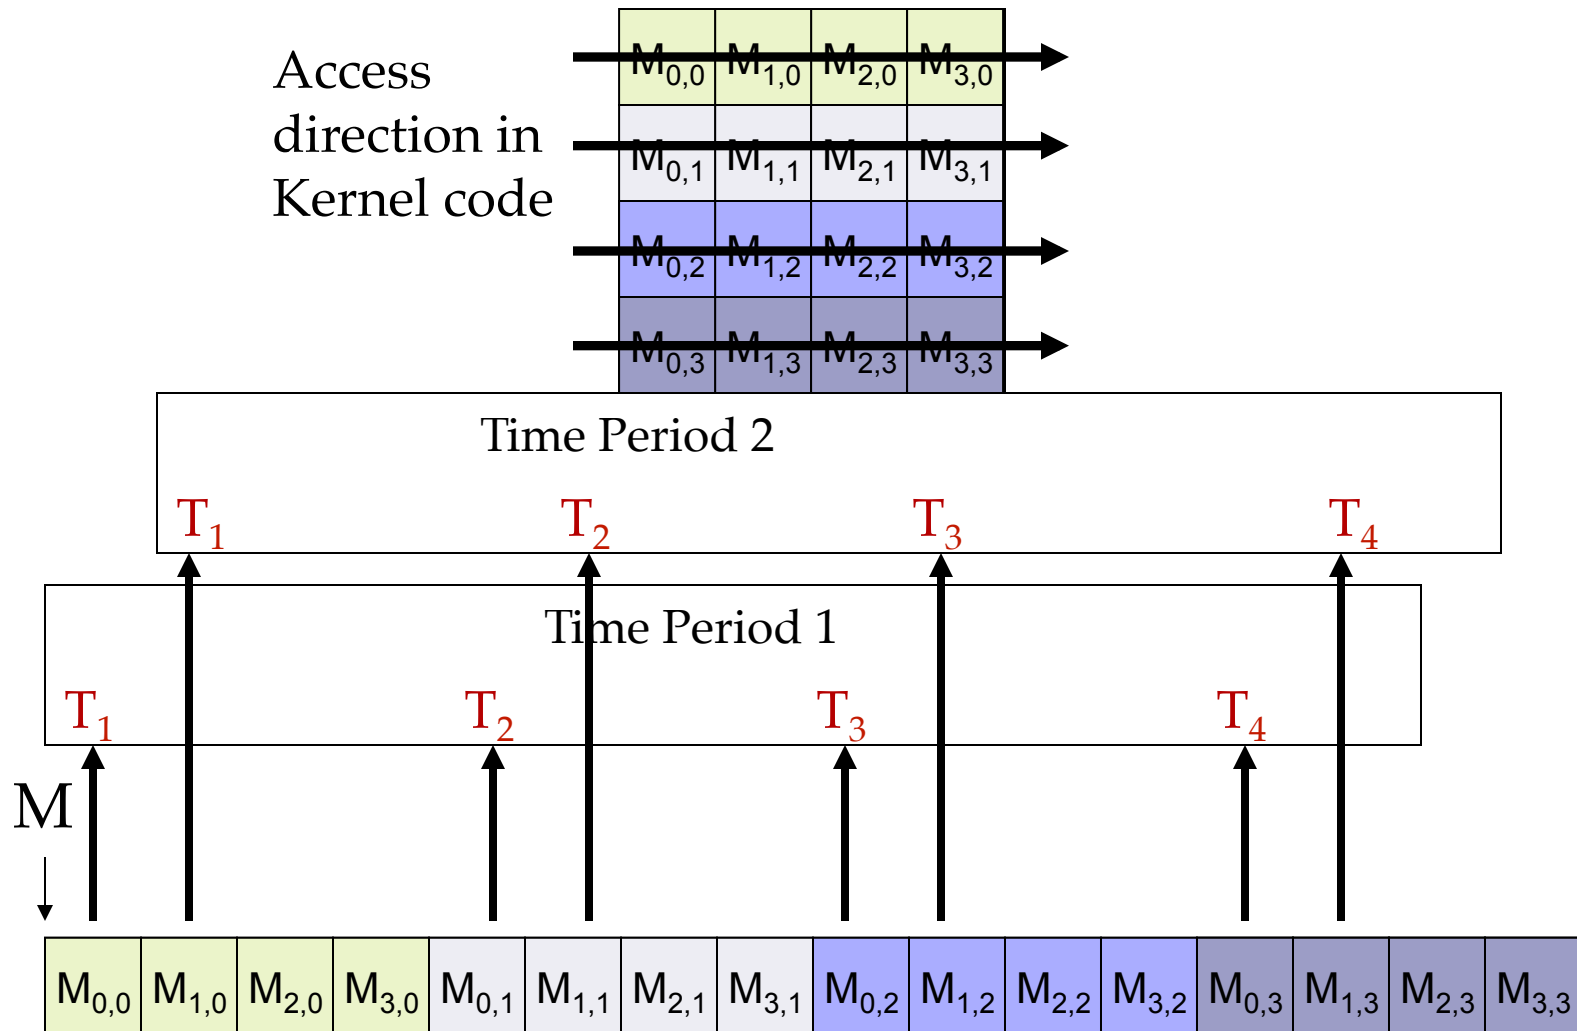 Access
direction in
Kernel code
M0,0 M1,0 M2,0 M3,0
M0,1 M1,1 M2,1 M3,1
M0,2 M1,2 M2,2 M3,2
M0,3 M1,3 M2,3 M3,3
Time Period 2
T1 T2 T3 T4
Time Period 1
T1 T2 T3 T4
M
M0,0 M1,0 M2,0 M3,0 M0,1 M1,1 M2,1 M3,1 M0,2 M1,2 M2,2 M3,2 M0,3 M1,3 M2,3 M3,3